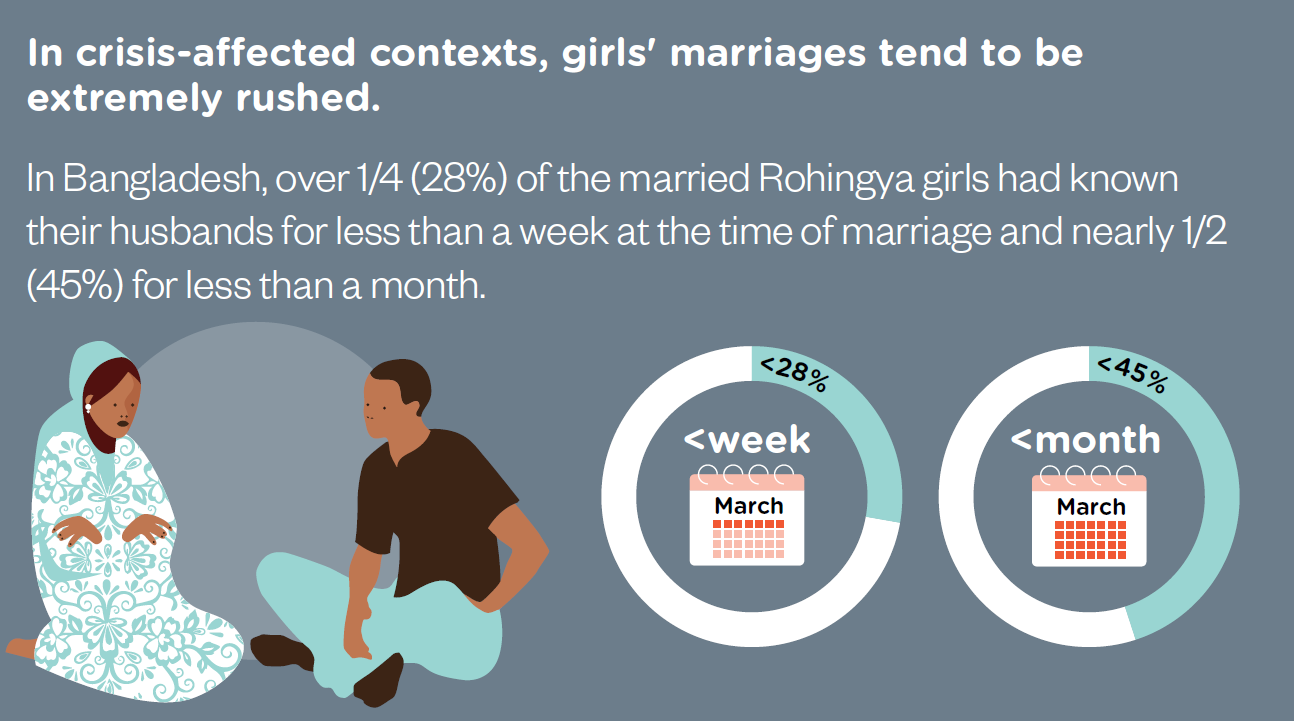 In crisis-affected contexts, girls' marriages tend to be
extremely rushed.
In Bangladesh, over 1/4 (28%) of the married Rohingya girls had known
their husbands for less than a week at the time of marriage and nearly 1/2
(45%) for less than a month.
<28%
<week
March
<45%
<month
March